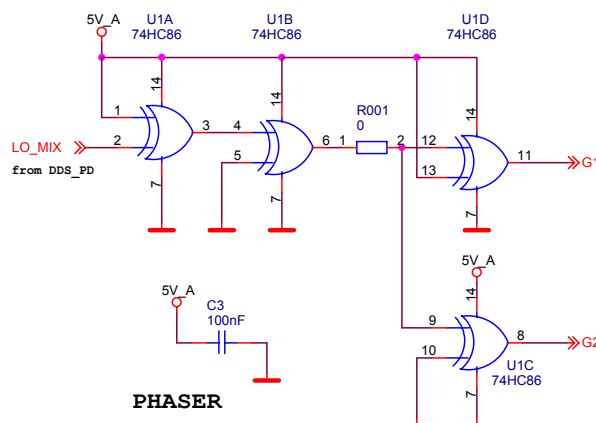 U1A U1B U1D
5V_A 74HC86 74HC86 74HC86
14 14 14
R001
0
1 3 4 6 1 2 12 11 G1
LO_MIX 2 5 13
from DDS_PD
7 7 7
5V_A
14
5V_A
C3
100nF
9 8 G2
10 U1C
74HC86
7
PHASER